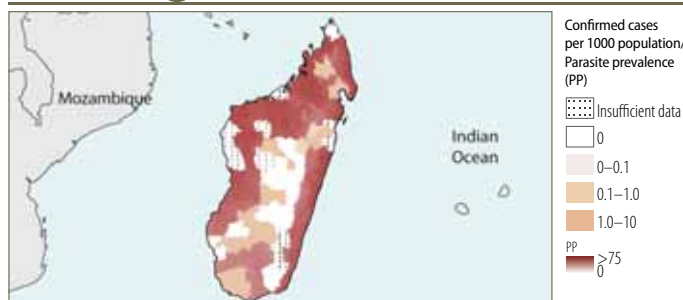 Mozambique
Indian
Ocean
Confirmed cases
per 1000 population/
Parasite prevalence
(PP)
Insufficient data
0
0–0.1
0.1–1.0
1.0–10
PP
>75
0